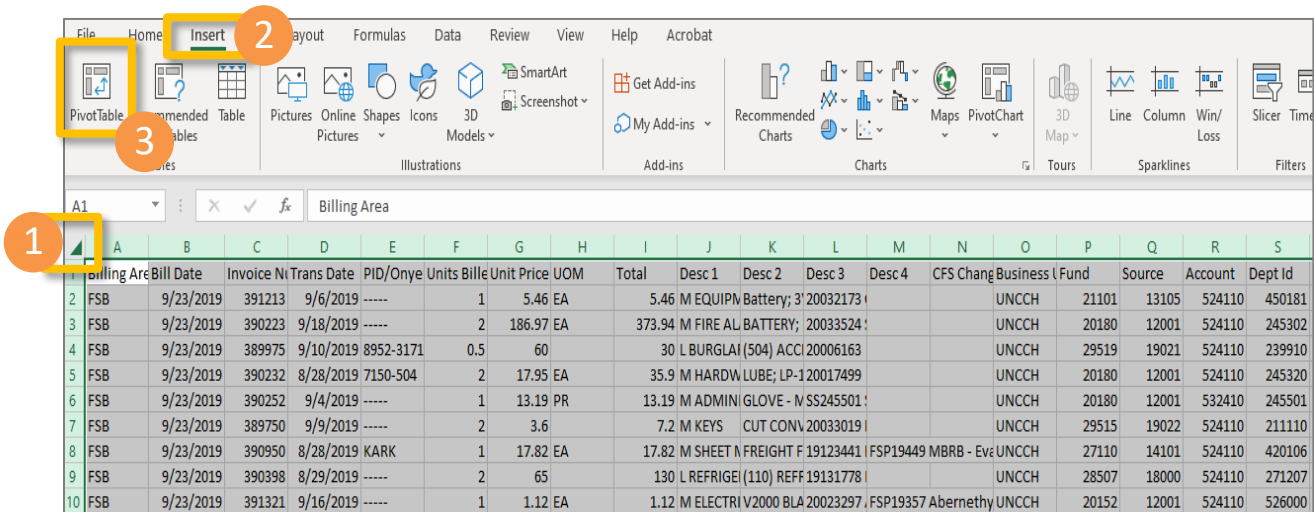 File Home Insert 2 ayout Formulas Data Review View Help Acrobat
PivotTable Table Pictures Online Pictures Shapes Icons 3D Models SmartArt Screenshot Get Add-ins My Add-ins Recommended Charts Maps PivotChart 3D Map Line Column Win/Loss Slicer Time
3
Illustrations Add-ins Charts Tours Sparklines Filters
A1 fx Billing Area
1 A B C D E F G H I J K L M N O P Q R S
1 Billing Are Bill Date Invoice Nu Trans Date PID/Onye Units Bille Unit Price UOM Total Desc 1 Desc 2 Desc 3 Desc 4 CFS Chang Business U Fund Source Account Dept Id
2 FSB 9/23/2019 391213 9/6/2019 ----- 1 5.46 EA 5.46 M EQUIPM Battery; 3" 20032173 UNCCH 21101 13105 524110 450181
3 FSB 9/23/2019 390223 9/18/2019 ----- 2 186.97 EA 373.94 M FIRE AL BATTERY; 20033524 UNCCH 20180 12001 524110 245302
4 FSB 9/23/2019 389975 9/10/2019 8952-3171 0.5 60 30 L BURGLAR (504) ACC 20006163 UNCCH 29519 19021 524110 239910
5 FSB 9/23/2019 390232 8/28/2019 7150-504 2 17.95 EA 35.9 M HARDW LUBE; LP-1 20017499 UNCCH 20180 12001 524110 245320
6 FSB 9/23/2019 390252 9/4/2019 ----- 1 13.19 PR 13.19 M ADMINI GLOVE - M SS245501 UNCCH 20180 12001 532410 245501
7 FSB 9/23/2019 389750 9/9/2019 ----- 2 3.6 7.2 M KEYS CUT CONV 20033019 UNCCH 29515 19022 524110 211110
8 FSB 9/23/2019 390950 8/28/2019 KARK 1 17.82 EA 17.82 M SHEET M FREIGHT F 19123441 FSP19449 MBRB - Eva UNCCH 27110 14101 524110 420106
9 FSB 9/23/2019 390398 8/29/2019 ----- 2 65 130 L REFRIGE (110) REFF 19131778 UNCCH 28507 18000 524110 271207
10 FSB 9/23/2019 391321 9/16/2019 ----- 1 1.12 EA 1.12 M ELECTRI V2000 BLA 20023297 FSP19357 Abernethy UNCCH 20152 12001 524110 526000